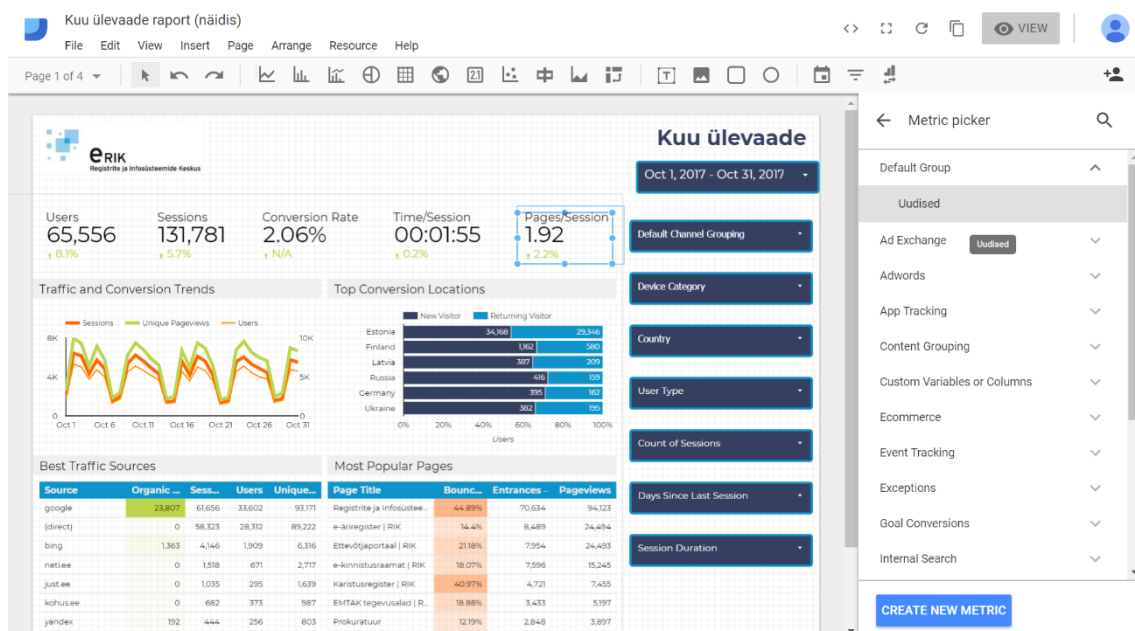 Kuu ülevaade raport (näidis)
File Edit View Insert Page Arrange Resource Help
VIEW
Page 1 of 4
2.1
T
eRIK
Registrite ja Infosüsteemide Keskus
Kuu ülevaade
Oct 1, 2017 - Oct 31, 2017
Users Sessions Conversion Rate Time/Session Pages/Session
65,556 131,781 2.06% 00:01:55 1.92
8.1% 5.7% N/A 0.2% 2.2%
Default Channel Grouping
Device Category
Country
User Type
Count of Sessions
Days Since Last Session
Session Duration
Traffic and Conversion Trends
Sessions Unique Pageviews Users
8K 10K
4K 5K
0 0
Oct 1 Oct 6 Oct 11 Oct 16 Oct 21 Oct 26 Oct 31
Top Conversion Locations
New Visitor Returning Visitor
Estonia 34,168 29,346
Finland 1,162 580
Latvia 387 209
Russia 416 159
Germany 395 162
Ukraine 382 195
0% 20% 40% 60% 80% 100%
Users
Best Traffic Sources
Source Organic ... Sess... Users Unique...
google 23,807 61,656 33,602 93,171
(direct) 0 58,323 28,312 89,222
bing 1,363 4,146 1,909 6,316
neti.ee 0 1,518 671 2,717
just.ee 0 1,035 295 1,639
kohus.ee 0 682 373 987
yandex 192 444 256 803
Most Popular Pages
Page Title Bounc... Entrances Pageviews
Registrite ja Infosüstee... 44.89% 70,634 94,123
e-äriregister | RIK 14.4% 8,489 24,494
Ettevõtjaportaal | RIK 21.18% 7,954 24,493
e-kinnistusraamat | RIK 18.07% 7,596 15,245
Karistusregister | RIK 40.97% 4,721 7,455
EMTAK tegevusalad | R... 18.88% 3,433 5,197
Prokuratuur 12.19% 2,848 3,897
Metric picker
Default Group
Uudised
Ad Exchange
Uudised
Adwords
App Tracking
Content Grouping
Custom Variables or Columns
Ecommerce
Event Tracking
Exceptions
Goal Conversions
Internal Search
CREATE NEW METRIC